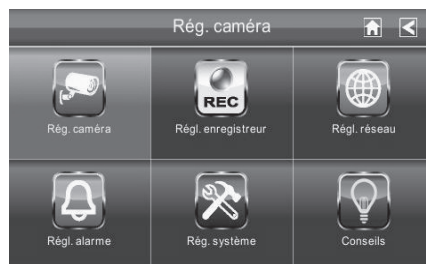 Rég. caméra
REC
Rég. caméra
Régl. enregistreur
Régl. réseau
Régl. alarme
Rég. système
Conseils